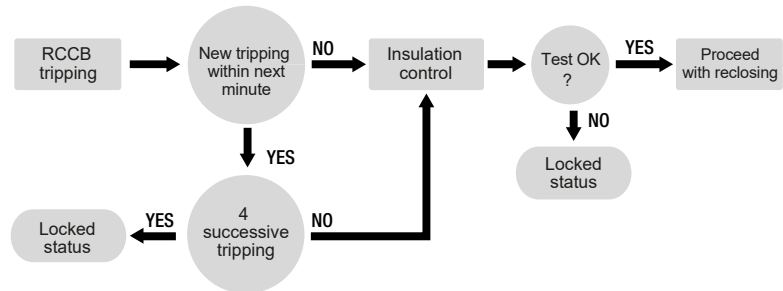 RCCB
tripping
New tripping
within next
minute
NO
Insulation
control
Test OK
?
YES
Proceed
with reclosing
NO
Locked
status
YES
4
successive
tripping
YES
Locked
status
NO